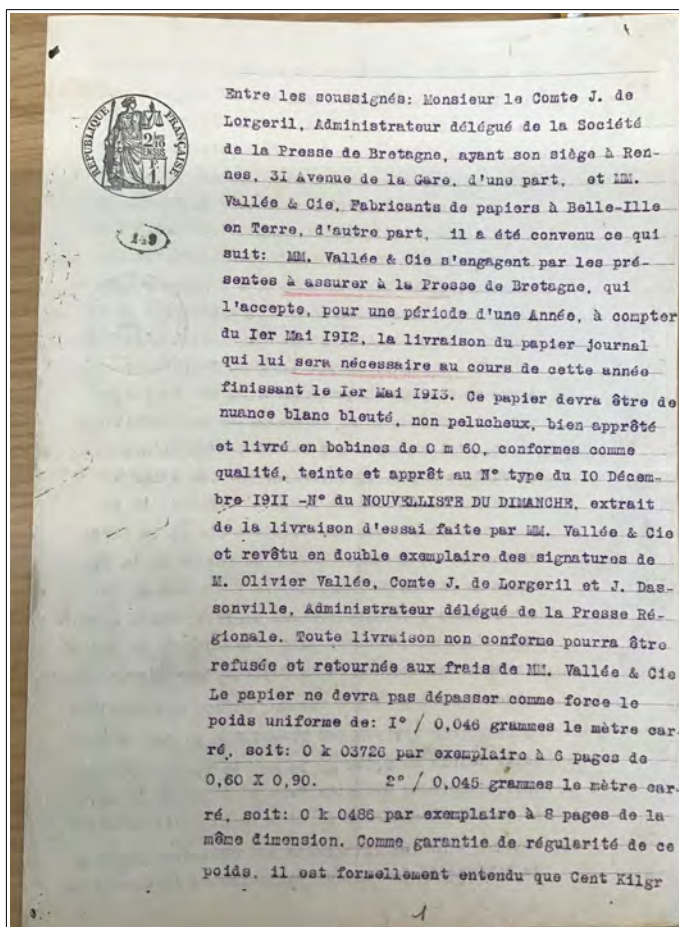 RÉPUBLIQUE FRANÇAISE
2
129
Entre les soussignés: Monsieur le Comte J. de
Lorgeril, Administrateur délégué de la Société
de la Presse de Bretagne, ayant son siège à Ren-
nes, 3I Avenue de la Gare, d'une part, et MM.
Vallée & Cie, Fabricants de papiers à Belle-Ille
en Terre, d'autre part, il a été convenu ce qui
suit: MM. Vallée & Cie s'engagent par les pré-
sentes à assurer à la Presse de Bretagne, qui
l'accepte, pour une période d'une Année, à compter
du Ier Mai I9I2, la livraison du papier journal
qui lui sera nécessaire au cours de cette année
finissant le Ier Mai I9I3. Ce papier devra être de
nuance blanc bleuté, non pelucheux, bien apprêté
et livré en bobines de 0 m 60, conformes comme
qualité, teinte et apprêt au N° type du I0 Décem-
bre I9II -N° du NOUVELLISTE DU DIMANCHE, extrait
de la livraison d'essai faite par MM. Vallée & Cie
et revêtu en double exemplaire des signatures de
M. Olivier Vallée, Comte J. de Lorgeril et J. Das-
sonville, Administrateur délégué de la Presse Ré-
gionale. Toute livraison non conforme pourra être
refusée et retournée aux frais de MM. Vallée & Cie
Le papier ne devra pas dépasser comme force le
poids uniforme de: I° / 0,046 grammes le mètre car-
ré, soit: 0 k 03726 par exemplaire à 6 pages de
0,60 X 0,90. 2° / 0,045 grammes le mètre car-
ré, soit: 0 k 0486 par exemplaire à 8 pages de la
même dimension. Comme garantie de régularité de ce
poids, il est formellement entendu que Cent Kilgr
1